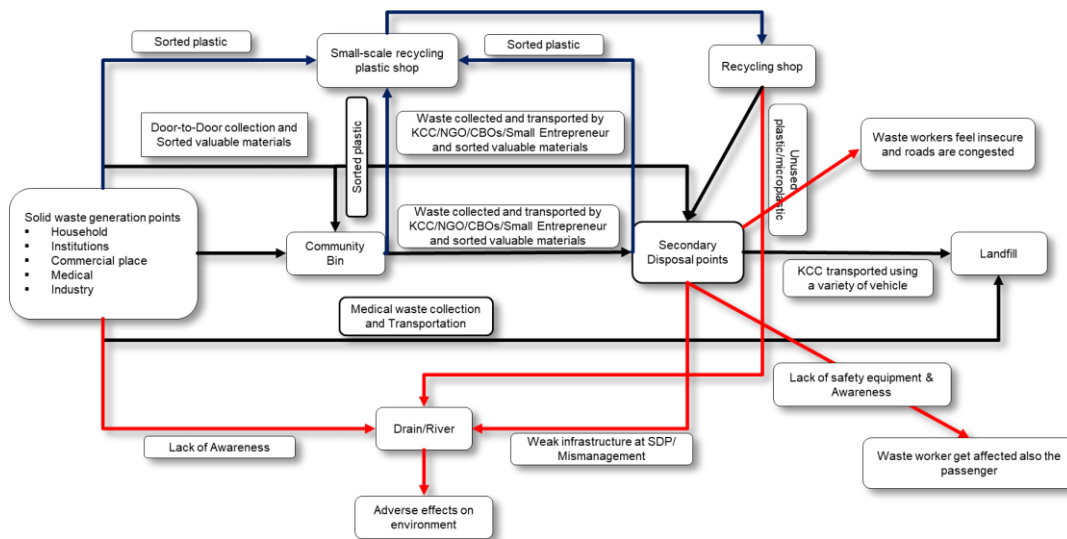 Sorted plastic
Small-scale recycling
plastic shop
Sorted plastic
Recycling shop
Door-to-Door collection and
Sorted valuable materials
Sorted plastic
Waste collected and transported by
KCC/NGO/CBOs/Small Entrepreneur
and sorted valuable materials
Unused
plastic/microplastic
Waste workers feel insecure
and roads are congested
Solid waste generation points
▪ Household
▪ Institutions
▪ Commercial place
▪ Medical
▪ Industry
Community
Bin
Waste collected and transported by
KCC/NGO/CBOs/Small Entrepreneur
and sorted valuable materials
Secondary
Disposal points
Landfill
KCC transported using
a variety of vehicle
Medical waste collection
and Transportation
Lack of safety equipment &
Awareness
Lack of Awareness
Drain/River
Weak infrastructure at SDP/
Mismanagement
Waste worker get affected also the
passenger
Adverse effects on
environment